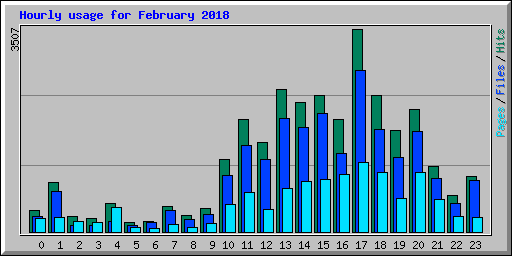 Hourly usage for February 2018
3507
Pages / Files / Hits
0 1 2 3 4 5 6 7 8 9 10 11 12 13 14 15 16 17 18 19 20 21 22 23